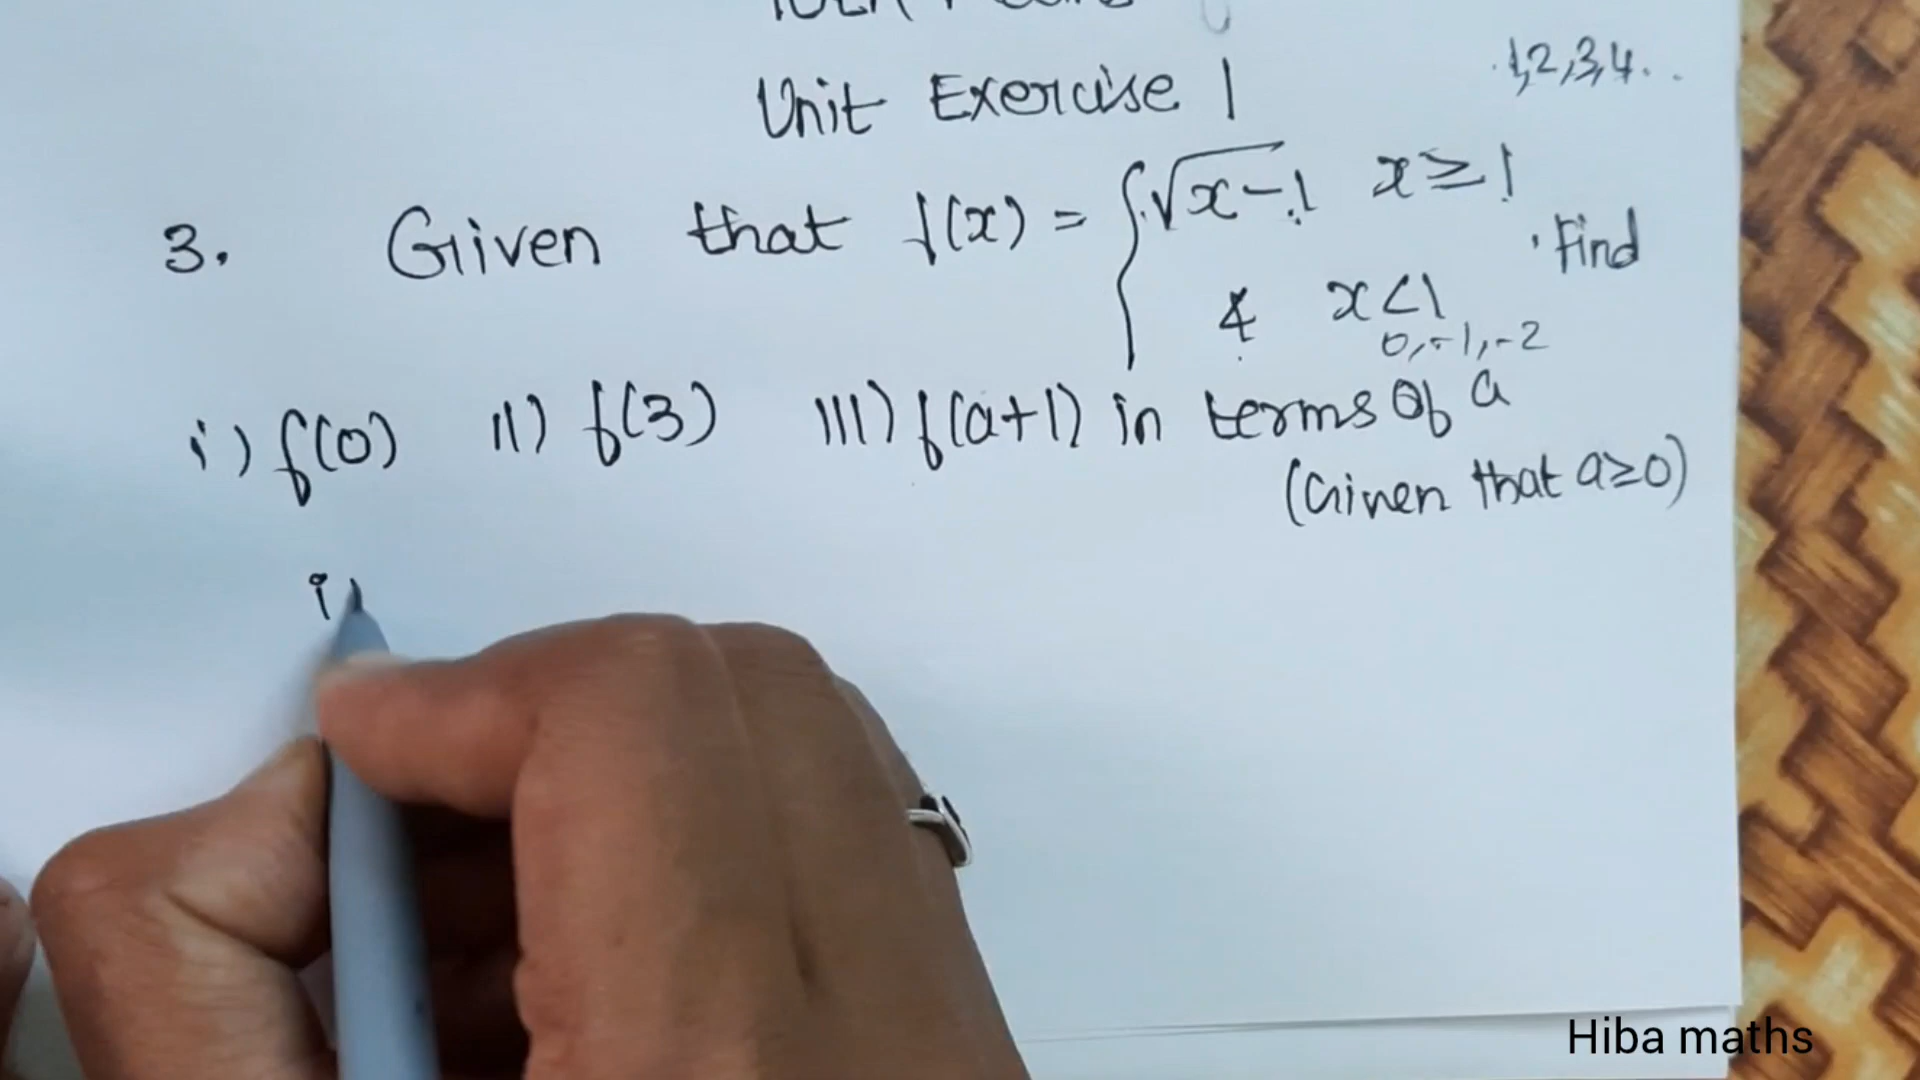 Unit Exercise 1
1,2,3,4...
3. Given that f(x) = { √x-1 x≥1
. Find
4 x<1
0,-1,-2
i) f(0) ii) f(3) iii) f(a+1) in terms of a
(Given that a≥0)
i)
Hiba maths